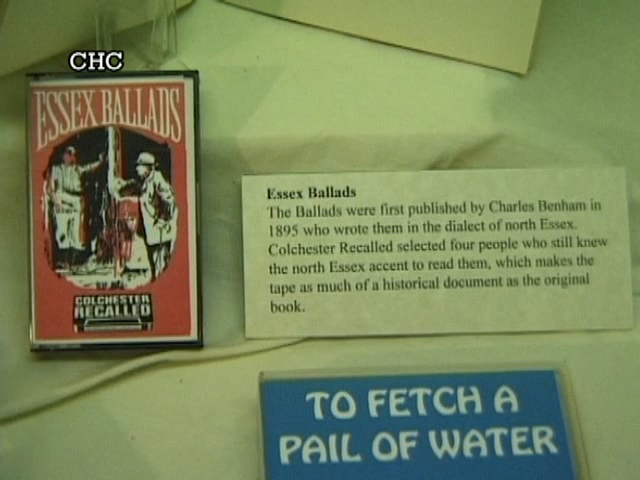 CHC
ESSEX BALLADS
COLCHESTER
RECALLED
Essex Ballads
The Ballads were first published by Charles Benham in
1895 who wrote them in the dialect of north Essex.
Colchester Recalled selected four people who still knew
the north Essex accent to read them, which makes the
tape as much of a historical document as the original
book.
TO FETCH A
PAIL OF WATER